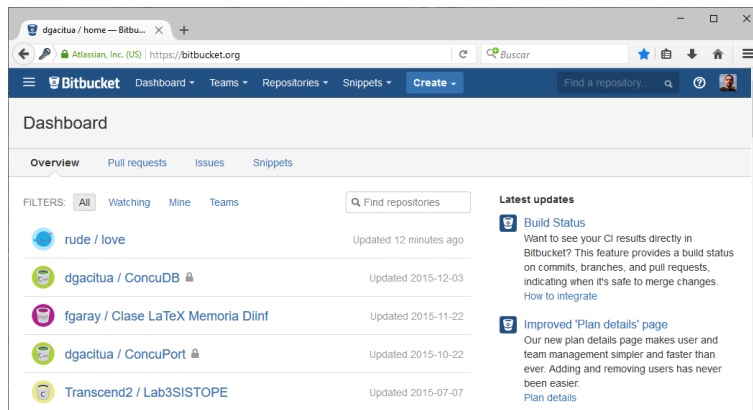 dgacitua / home — Bitbu...
Atlassian, Inc. (US) https://bitbucket.org
Buscar
Bitbucket Dashboard Teams Repositories Snippets Create Find a repository...
Dashboard
Overview Pull requests Issues Snippets
FILTERS: All Watching Mine Teams Find repositories
rude / love Updated 12 minutes ago
dgacitua / ConcuDB Updated 2015-12-03
fgaray / Clase LaTeX Memoria Diinf Updated 2015-11-22
dgacitua / ConcuPort Updated 2015-10-22
Transcend2 / Lab3SISTOPE Updated 2015-07-07
Latest updates
Build Status
Want to see your CI results directly in
Bitbucket? This feature provides a build status
on commits, branches, and pull requests,
indicating when it's safe to merge changes.
How to integrate
Improved 'Plan details' page
Our new plan details page makes user and
team management simpler and faster than
ever. Adding and removing users has never
been easier.
Plan details